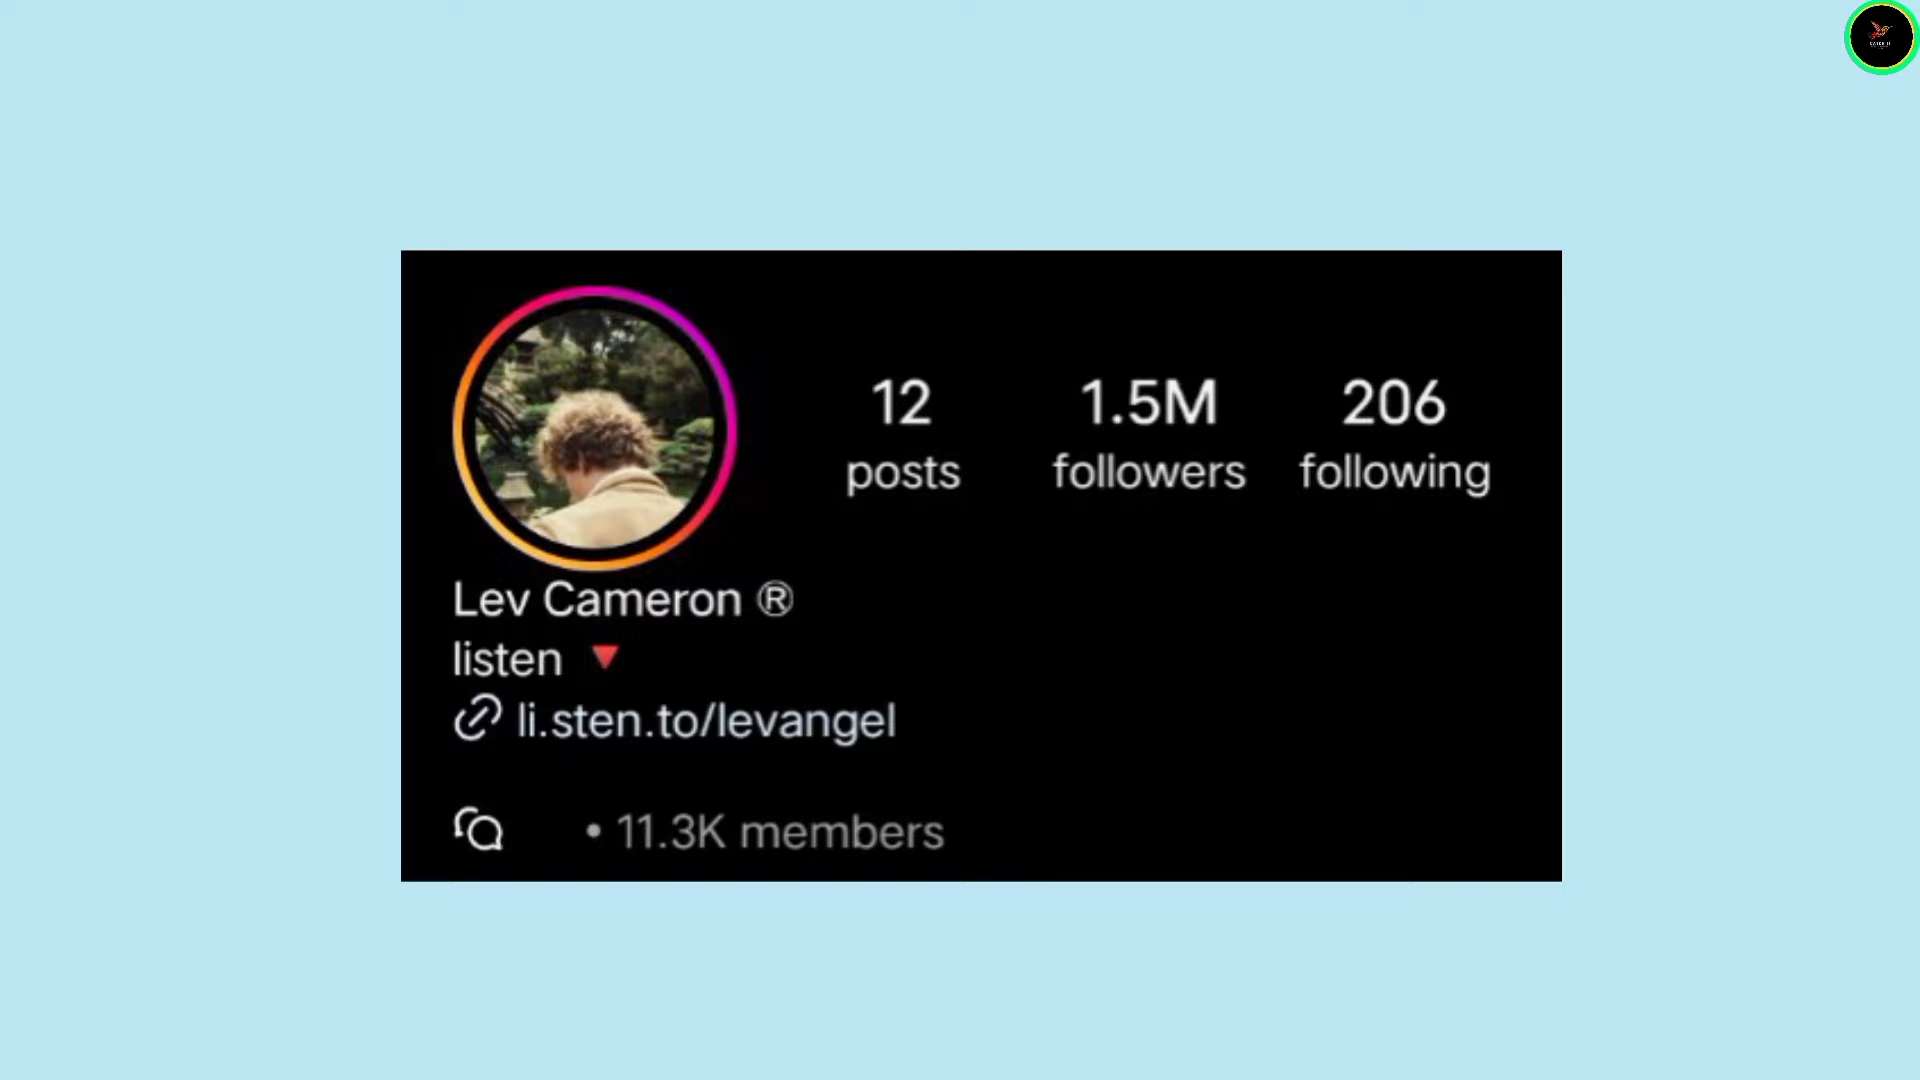 12 1.5M 206
posts followers following
Lev Cameron ®
listen 🔻
li.sten.to/levangel
• 11.3K members